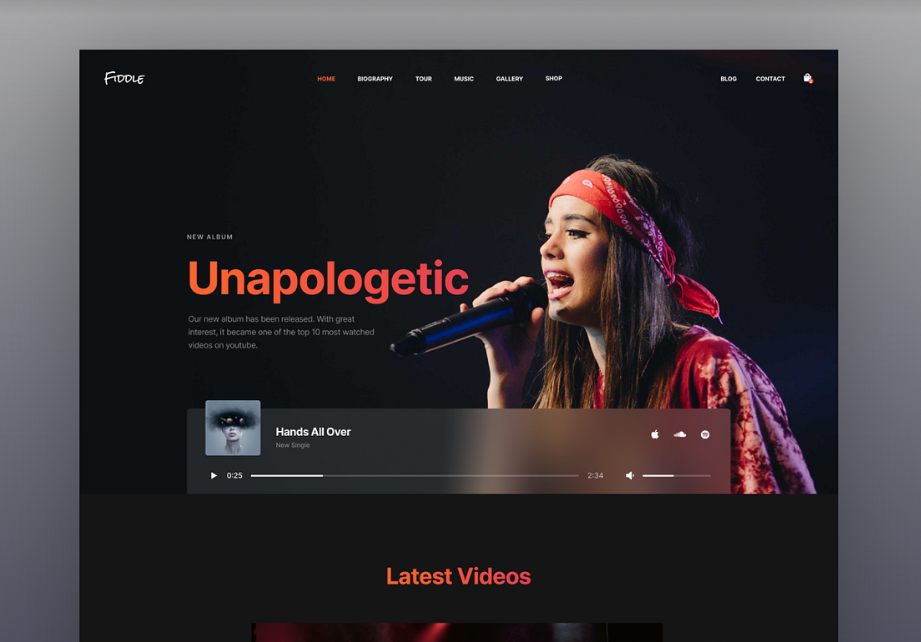 FIDDLE
HOME BIOGRAPHY TOUR MUSIC GALLERY SHOP BLOG CONTACT
NEW ALBUM
Unapologetic
Our new album has been released. With great
interest, it became one of the top 10 most watched
videos on youtube.
Hands All Over
New Single
0:25 2:34
Latest Videos